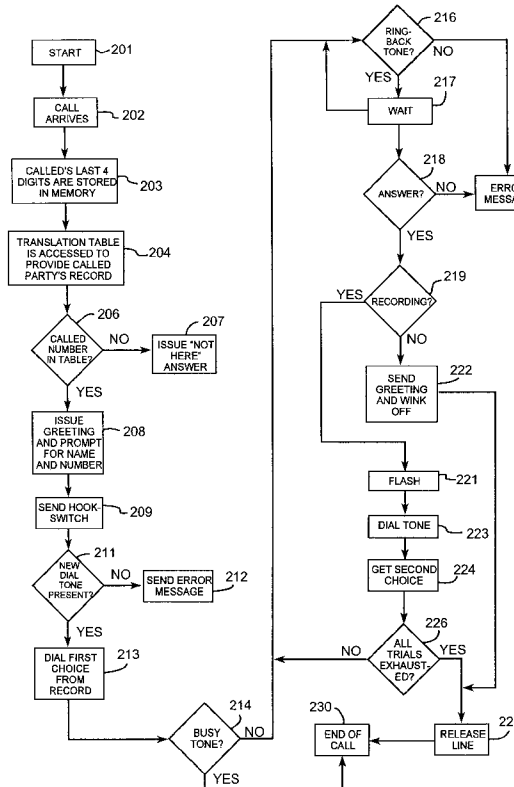 START
201
CALL
ARRIVES
202
CALLED'S LAST 4
DIGITS ARE STORED
IN MEMORY
203
TRANSLATION TABLE
IS ACCESSED TO
PROVIDE CALLED
PARTY'S RECORD
204
206
CALLED
NUMBER
IN TABLE?
NO
207
ISSUE "NOT
HERE"
ANSWER
YES
ISSUE
GREETING
AND PROMPT
FOR NAME
AND NUMBER
208
SEND HOOK-
SWITCH
209
211
NEW
DIAL
TONE
PRESENT?
NO
SEND ERROR
MESSAGE
212
YES
DIAL FIRST
CHOICE
FROM
RECORD
213
214
BUSY
TONE?
NO
YES
216
RING-
BACK
TONE?
NO
YES
217
WAIT
218
ANSWER?
NO
YES
219
YES
RECORDING?
NO
222
SEND
GREETING
AND WINK
OFF
FLASH
221
DIAL TONE
223
GET SECOND
CHOICE
224
226
NO
ALL
TRIALS
EXHAUST-
ED?
YES
230
END OF
CALL
RELEASE
LINE